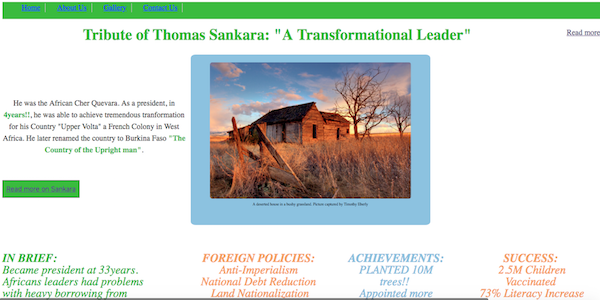 Home About Us Gallery Contact Us
Tribute of Thomas Sankara: "A Transformational Leader"
Read more
He was the African Cher Quevara. As a president, in
4years!!, he was able to achieve tremendous tranformation
for his Country "Upper Volta" a French Colony in West
Africa. He later renamed the country to Burkina Faso "The
Country of the Upright man".
A deserted house in a bushy grassland. Picture captured by Timothy Eberly
Read more on Sankara
IN BRIEF:
Became president at 33years.
Africans leaders had problems
with heavy borrowing from
FOREIGN POLICIES:
Anti-Imperialism
National Debt Reduction
Land Nationalization
ACHIEVEMENTS:
PLANTED 10M
trees!!
Appointed more
SUCCESS:
2.5M Children
Vaccinated
73% Literacy Increase